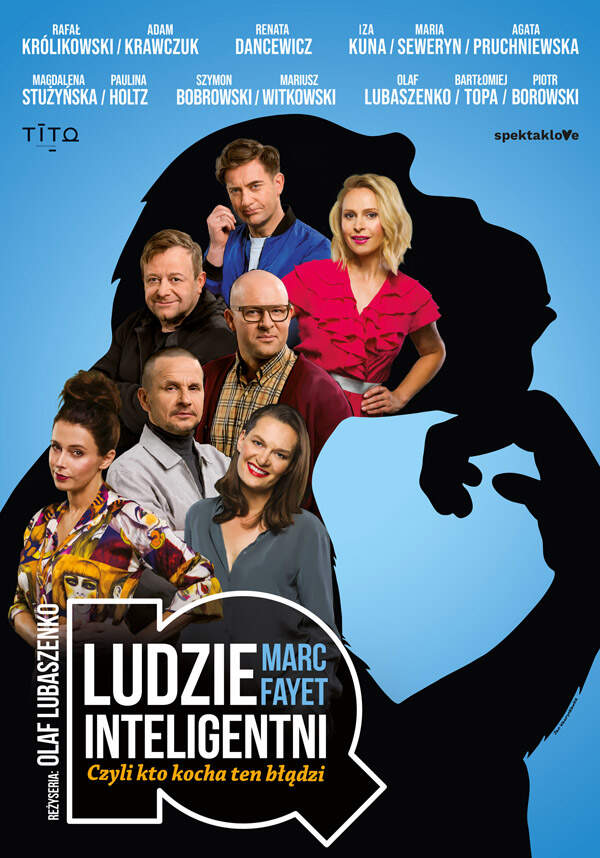 RAFAŁ ADAM RENATA IZA MARIA AGATA
KRÓLIKOWSKI / KRAWCZUK DANCEWICZ KUNA / SEWERYN / PRUCHNIEWSKA
MAGDALENA PAULINA SZYMON MARIUSZ OLAF BARTŁOMIEJ PIOTR
STUŻYŃSKA / HOLTZ BOBROWSKI / WITKOWSKI LUBASZENKO / TOPA / BOROWSKI
TITO
spektaklove
REŻYSERIA: OLAF LUBASZENKO
IQ
LUDZIE MARC FAYET
INTELIGENTNI
Czyli kto kocha ten błądzi